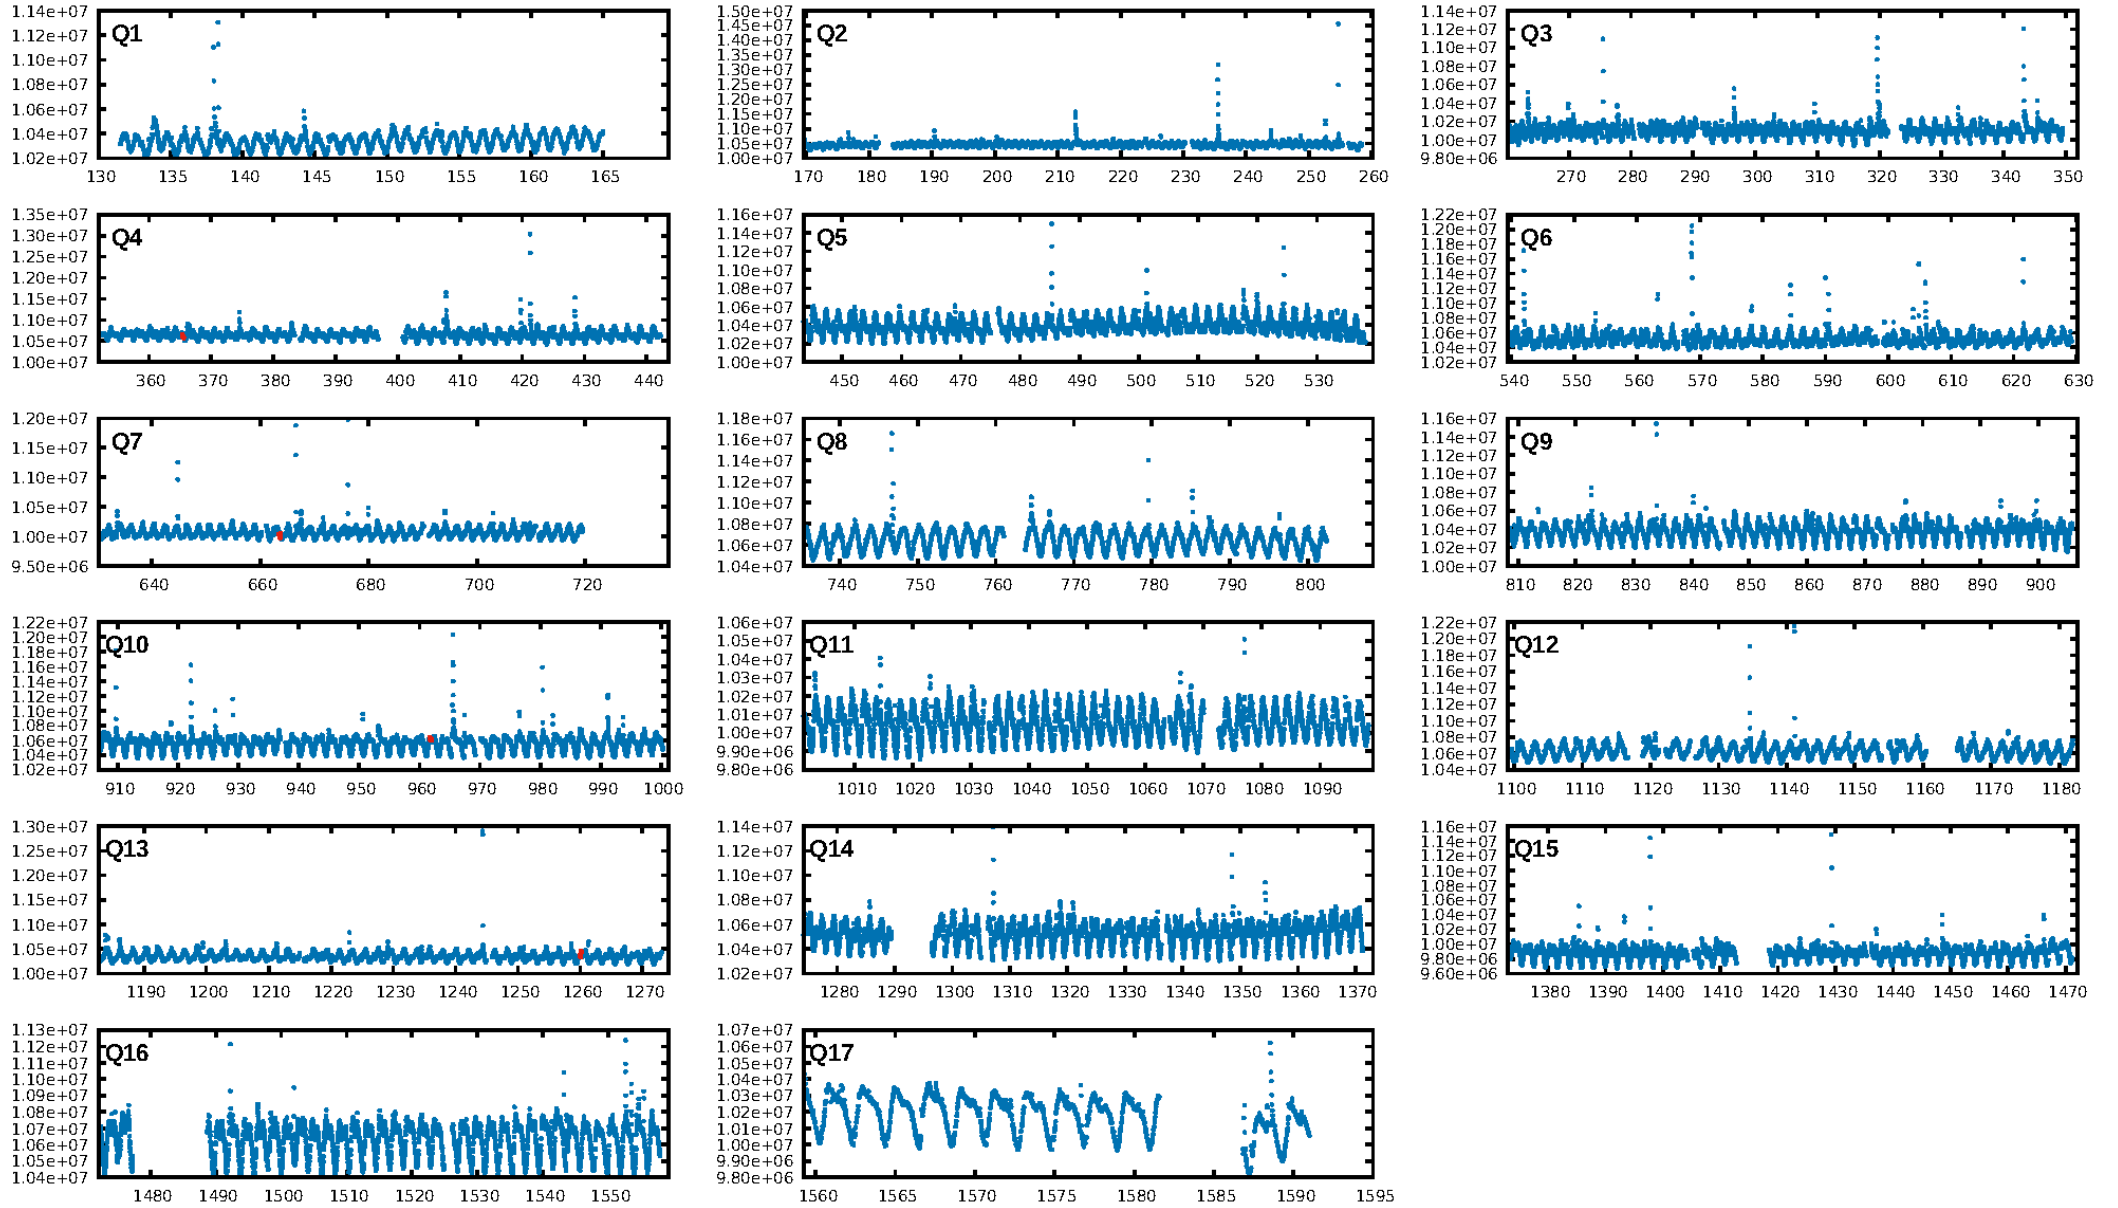 Q1
1.14e+07
1.12e+07
1.10e+07
1.08e+07
1.06e+07
1.04e+07
1.02e+07
130 135 140 145 150 155 160 165
Q2
1.50e+07
1.45e+07
1.40e+07
1.35e+07
1.30e+07
1.25e+07
1.20e+07
1.15e+07
1.10e+07
1.05e+07
1.00e+07
170 180 190 200 210 220 230 240 250 260
Q3
1.14e+07
1.12e+07
1.10e+07
1.08e+07
1.06e+07
1.04e+07
1.02e+07
1.00e+07
9.80e+06
270 280 290 300 310 320 330 340 350
Q4
1.35e+07
1.30e+07
1.25e+07
1.20e+07
1.15e+07
1.10e+07
1.05e+07
1.00e+07
360 370 380 390 400 410 420 430 440
Q5
1.16e+07
1.14e+07
1.12e+07
1.10e+07
1.08e+07
1.06e+07
1.04e+07
1.02e+07
1.00e+07
450 460 470 480 490 500 510 520 530
Q6
1.22e+07
1.20e+07
1.18e+07
1.16e+07
1.14e+07
1.12e+07
1.10e+07
1.08e+07
1.06e+07
1.04e+07
1.02e+07
540 550 560 570 580 590 600 610 620 630
Q7
1.20e+07
1.15e+07
1.10e+07
1.05e+07
1.00e+07
9.50e+06
640 660 680 700 720
Q8
1.18e+07
1.16e+07
1.14e+07
1.12e+07
1.10e+07
1.08e+07
1.06e+07
1.04e+07
740 750 760 770 780 790 800
Q9
1.16e+07
1.14e+07
1.12e+07
1.10e+07
1.08e+07
1.06e+07
1.04e+07
1.02e+07
1.00e+07
810 820 830 840 850 860 870 880 890 900
Q10
1.22e+07
1.20e+07
1.18e+07
1.16e+07
1.14e+07
1.12e+07
1.10e+07
1.08e+07
1.06e+07
1.04e+07
1.02e+07
910 920 930 940 950 960 970 980 990 1000
Q11
1.06e+07
1.05e+07
1.04e+07
1.03e+07
1.02e+07
1.01e+07
1.00e+07
9.90e+06
9.80e+06
1010 1020 1030 1040 1050 1060 1070 1080 1090
Q12
1.22e+07
1.20e+07
1.18e+07
1.16e+07
1.14e+07
1.12e+07
1.10e+07
1.08e+07
1.06e+07
1.04e+07
1100 1110 1120 1130 1140 1150 1160 1170 1180
Q13
1.30e+07
1.25e+07
1.20e+07
1.15e+07
1.10e+07
1.05e+07
1.00e+07
1190 1200 1210 1220 1230 1240 1250 1260 1270
Q14
1.14e+07
1.12e+07
1.10e+07
1.08e+07
1.06e+07
1.04e+07
1.02e+07
1280 1290 1300 1310 1320 1330 1340 1350 1360 1370
Q15
1.16e+07
1.14e+07
1.12e+07
1.10e+07
1.08e+07
1.06e+07
1.04e+07
1.02e+07
1.00e+07
9.80e+06
9.60e+06
1380 1390 1400 1410 1420 1430 1440 1450 1460 1470
Q16
1.13e+07
1.12e+07
1.11e+07
1.10e+07
1.09e+07
1.08e+07
1.07e+07
1.06e+07
1.05e+07
1.04e+07
1480 1490 1500 1510 1520 1530 1540 1550
Q17
1.07e+07
1.06e+07
1.05e+07
1.04e+07
1.03e+07
1.02e+07
1.01e+07
1.00e+07
9.90e+06
9.80e+06
1560 1565 1570 1575 1580 1585 1590 1595